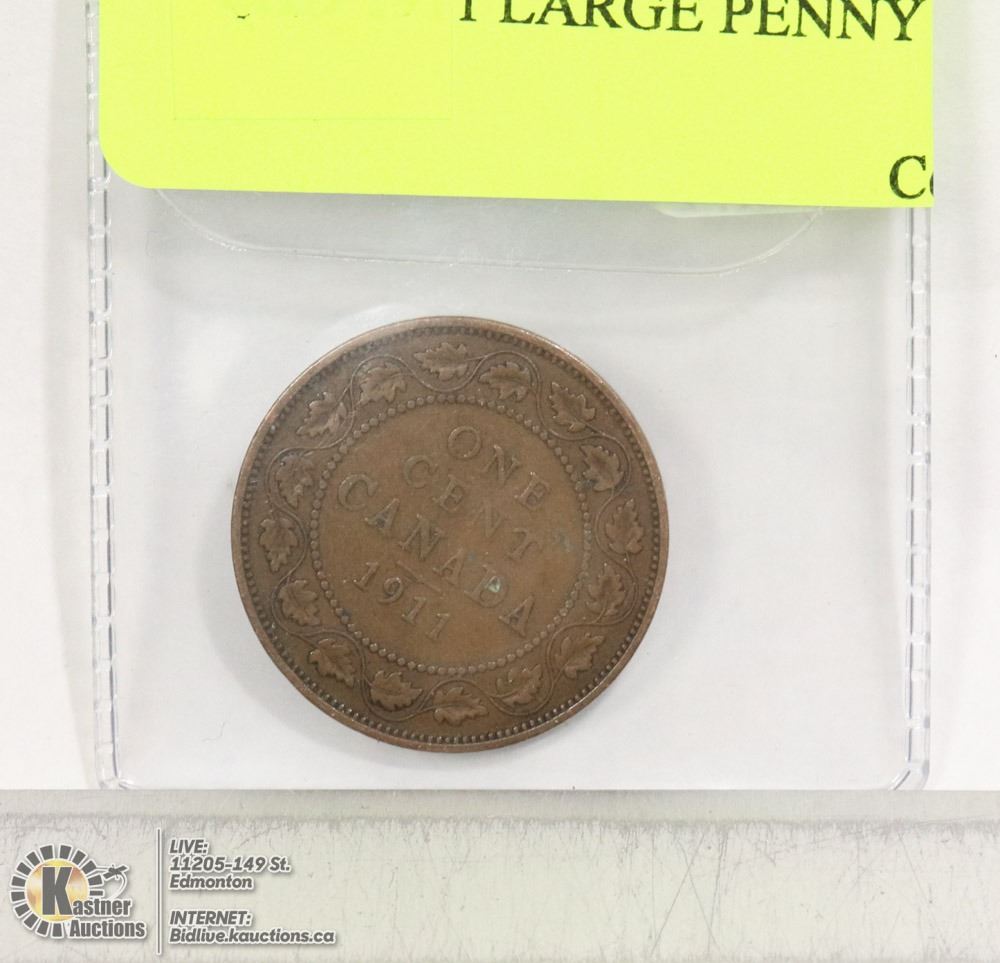 LARGE PENNY
ONE
CENT
CANADA
1911
Kastner
Auctions
LIVE:
11205-149 St.
Edmonton
INTERNET:
Bidlive.kauctions.ca